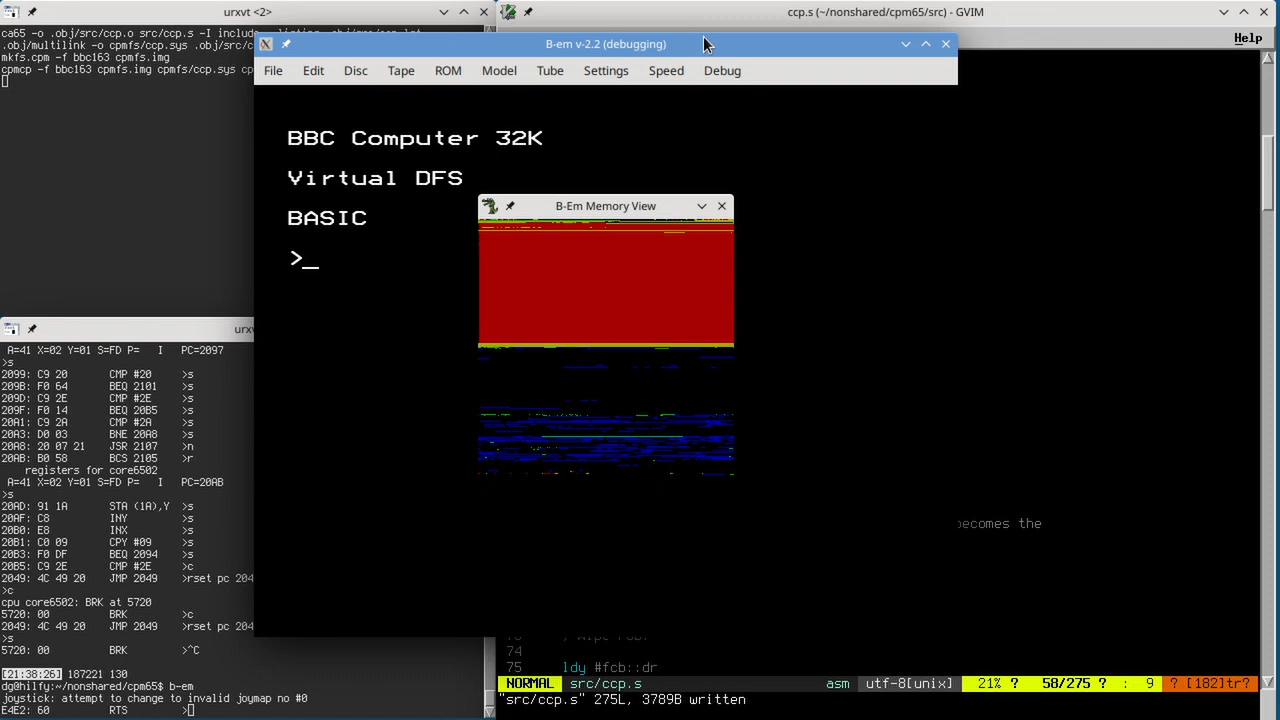 urxvt <2>
ccp.s (~/nonshared/cpm65/src) - GVIM
ca65 -o .obj/src/ccp.o src/ccp.s -I include
.obj/multilink -o cpmfs/ccp.sys .obj/src/c
mkfs.cpm -f bbc163 cpmfs.img
cpmcp -f bbc163 cpmfs.img cpmfs/ccp.sys cp
Help
B-em v-2.2 (debugging)
File Edit Disc Tape ROM Model Tube Settings Speed Debug
BBC Computer 32K
Virtual DFS
BASIC
>_
B-Em Memory View
urxv
A=41 X=02 Y=01 S=FD P= I PC=2097
>s
2099: C9 20 CMP #20 >s
209B: F0 64 BEQ 2101 >s
209D: C9 2E CMP #2E >s
209F: F0 14 BEQ 20B5 >s
20A1: C9 2A CMP #2A >s
20A3: D0 03 BNE 20A8 >s
20A8: 20 07 21 JSR 2107 >n
20AB: B0 58 BCS 2105 >r
registers for core6502
A=41 X=02 Y=01 S=FD P= I PC=20AB
>s
20AD: 91 1A STA (1A),Y >s
20AF: C8 INY >s
20B0: E8 INX >s
20B1: C0 09 CPY #09 >s
20B3: F0 DF BEQ 2094 >s
20B5: C9 2E CMP #2E >c
2049: 4C 49 20 JMP 2049 >rset pc 204
>c
cpu core6502: BRK at 5720
5720: 00 BRK >c
2049: 4C 49 20 JMP 2049 >rset pc 204
>s
5720: 00 BRK >^C
[21:38:26] 187221 130
dg@hilfy:~/nonshared/cpm65$ b-em
joystick: attempt to change to invalid joymap no #0
E4E2: 60 RTS >
becomes the
74
75 ldy #fcb::dr
NORMAL src/ccp.s asm utf-8[unix] 21% ? 58/275 ? : 9 ? [182]tr?
"src/ccp.s" 275L, 3789B written